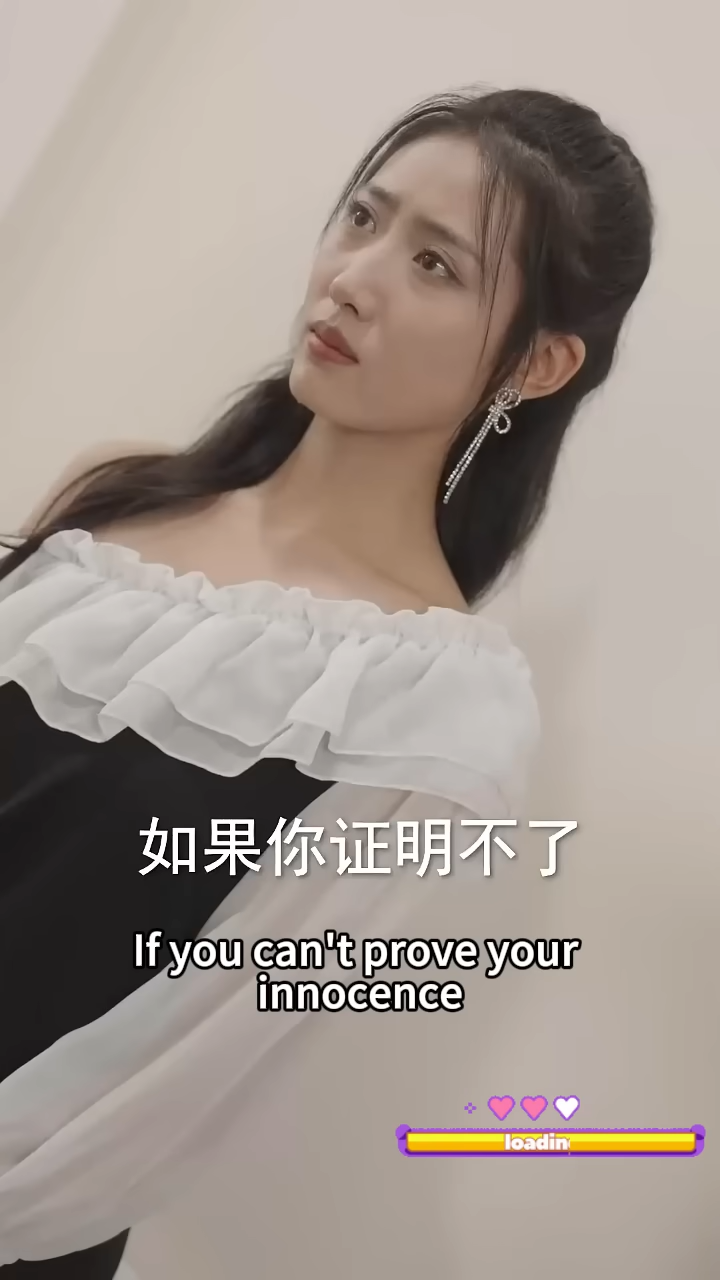 如果你证明不了
If you can't prove your
innocence
loadin